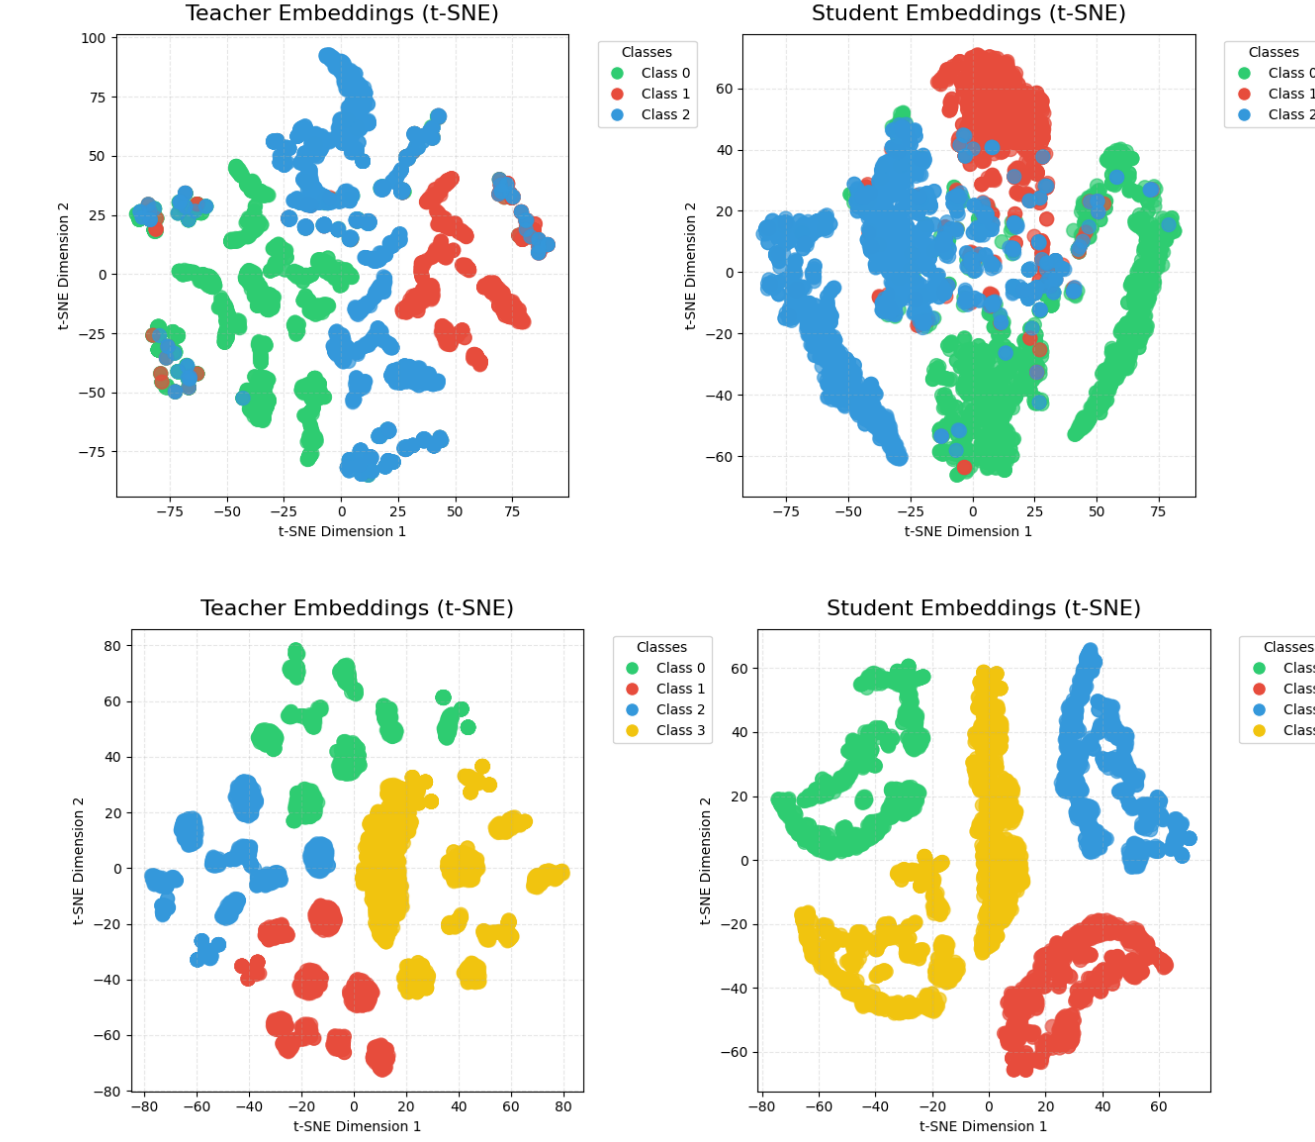 Teacher Embeddings (t-SNE)
Student Embeddings (t-SNE)
100
75
50
25
0
−25
−50
−75
t-SNE Dimension 2
−75 −50 −25 0 25 50 75
t-SNE Dimension 1
Classes
Class 0
Class 1
Class 2
60
40
20
0
−20
−40
−60
t-SNE Dimension 2
−75 −50 −25 0 25 50 75
t-SNE Dimension 1
Classes
Class 0
Class 1
Class 2
Teacher Embeddings (t-SNE)
Student Embeddings (t-SNE)
80
60
40
20
0
−20
−40
−60
−80
t-SNE Dimension 2
−80 −60 −40 −20 0 20 40 60 80
t-SNE Dimension 1
Classes
Class 0
Class 1
Class 2
Class 3
60
40
20
0
−20
−40
−60
t-SNE Dimension 2
−80 −60 −40 −20 0 20 40 60
t-SNE Dimension 1
Classes
Class
Class
Class
Class